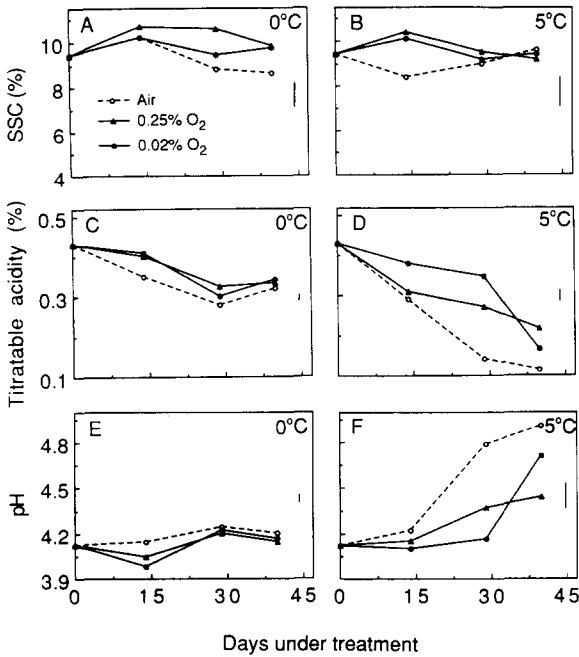 A 0°C B 5°C
10
8
6
4
SSC (%)
Air
0.25% O2
0.02% O2
C 0°C D 5°C
0.5
0.3
0.1
Titratable acidity (%)
E 0°C F 5°C
4.8
4.5
4.2
3.9
pH
0 15 30 45 0 15 30 45
Days under treatment